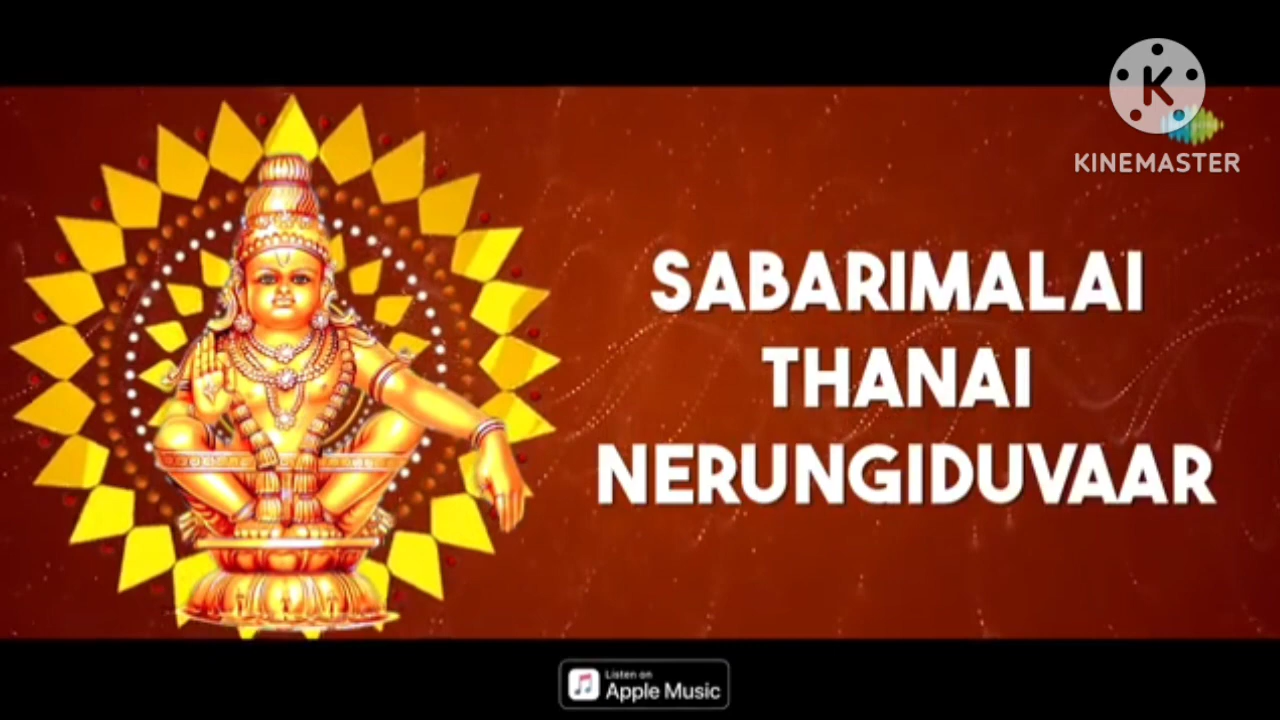 KINEMASTER
SABARIMALAI
THANAI
NERUNGIDUVAAR
Listen on
Apple Music